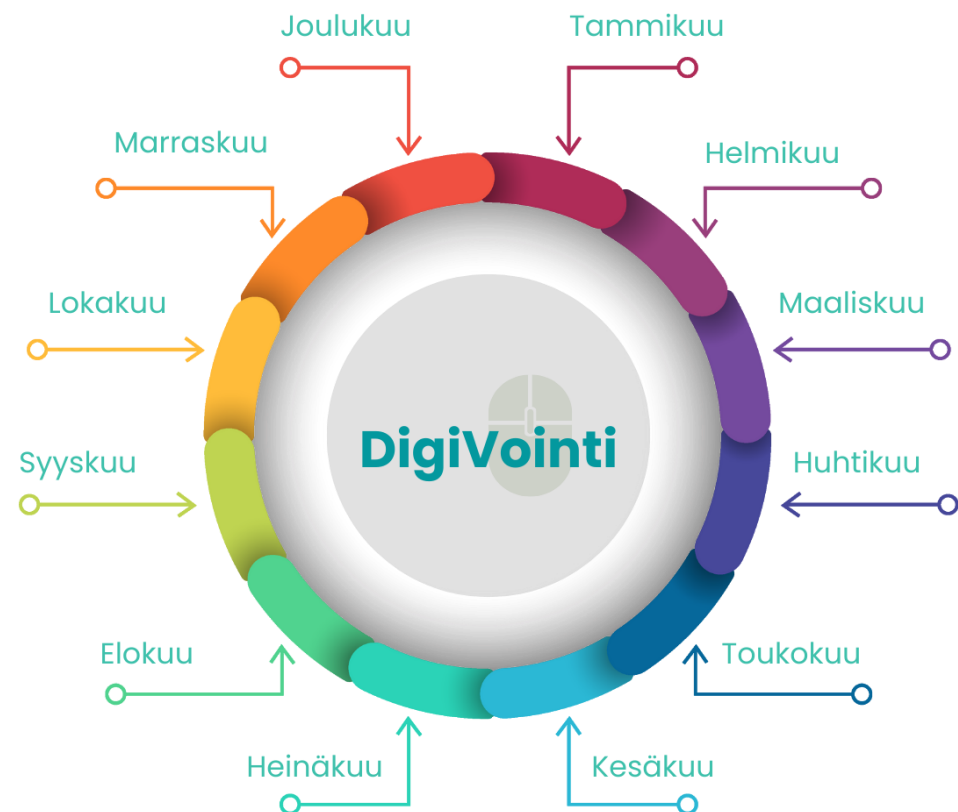 Joulukuu
Tammikuu
Marraskuu
Helmikuu
Lokakuu
Maaliskuu
DigiVointi
Syyskuu
Huhtikuu
Elokuu
Toukokuu
Heinäkuu
Kesäkuu